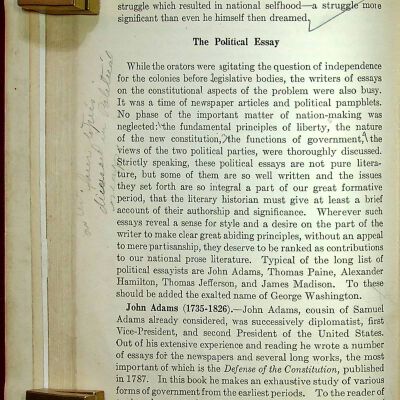 struggle which resulted in national selfhood—a struggle more
significant than even he himself then dreamed.
The Political Essay
While the orators were agitating the question of independence
for the colonies before legislative bodies, the writers of essays
on the constitutional aspects of the problem were also busy.
It was a time of newspaper articles and political pamphlets.
No phase of the important matter of nation-making was
neglected: the fundamental principles of liberty, the nature
of the new constitution, the functions of government, the
views of the two political parties, were thoroughly discussed.
Strictly speaking, these political essays are not pure litera-
ture, but some of them are so well written and the issues
they set forth are so integral a part of our great formative
period, that the literary historian must give at least a brief
account of their authorship and significance. Wherever such
essays reveal a sense for style and a desire on the part of the
writer to make clear great abiding principles, without an appeal
to mere partisanship, they deserve to be ranked as contributions
to our national prose literature. Typical of the long list of
political essayists are John Adams, Thomas Paine, Alexander
Hamilton, Thomas Jefferson, and James Madison. To these
should be added the exalted name of George Washington.
John Adams (1735-1826).—John Adams, cousin of Samuel
Adams already considered, was successively diplomatist, first
Vice-President, and second President of the United States.
Out of his extensive experience and reading he wrote a number
of essays for the newspapers and several long works, the most
important of which is the Defense of the Constitution, published
in 1787. In this book he makes an exhaustive study of various
forms of government from the earliest periods. To the reader of